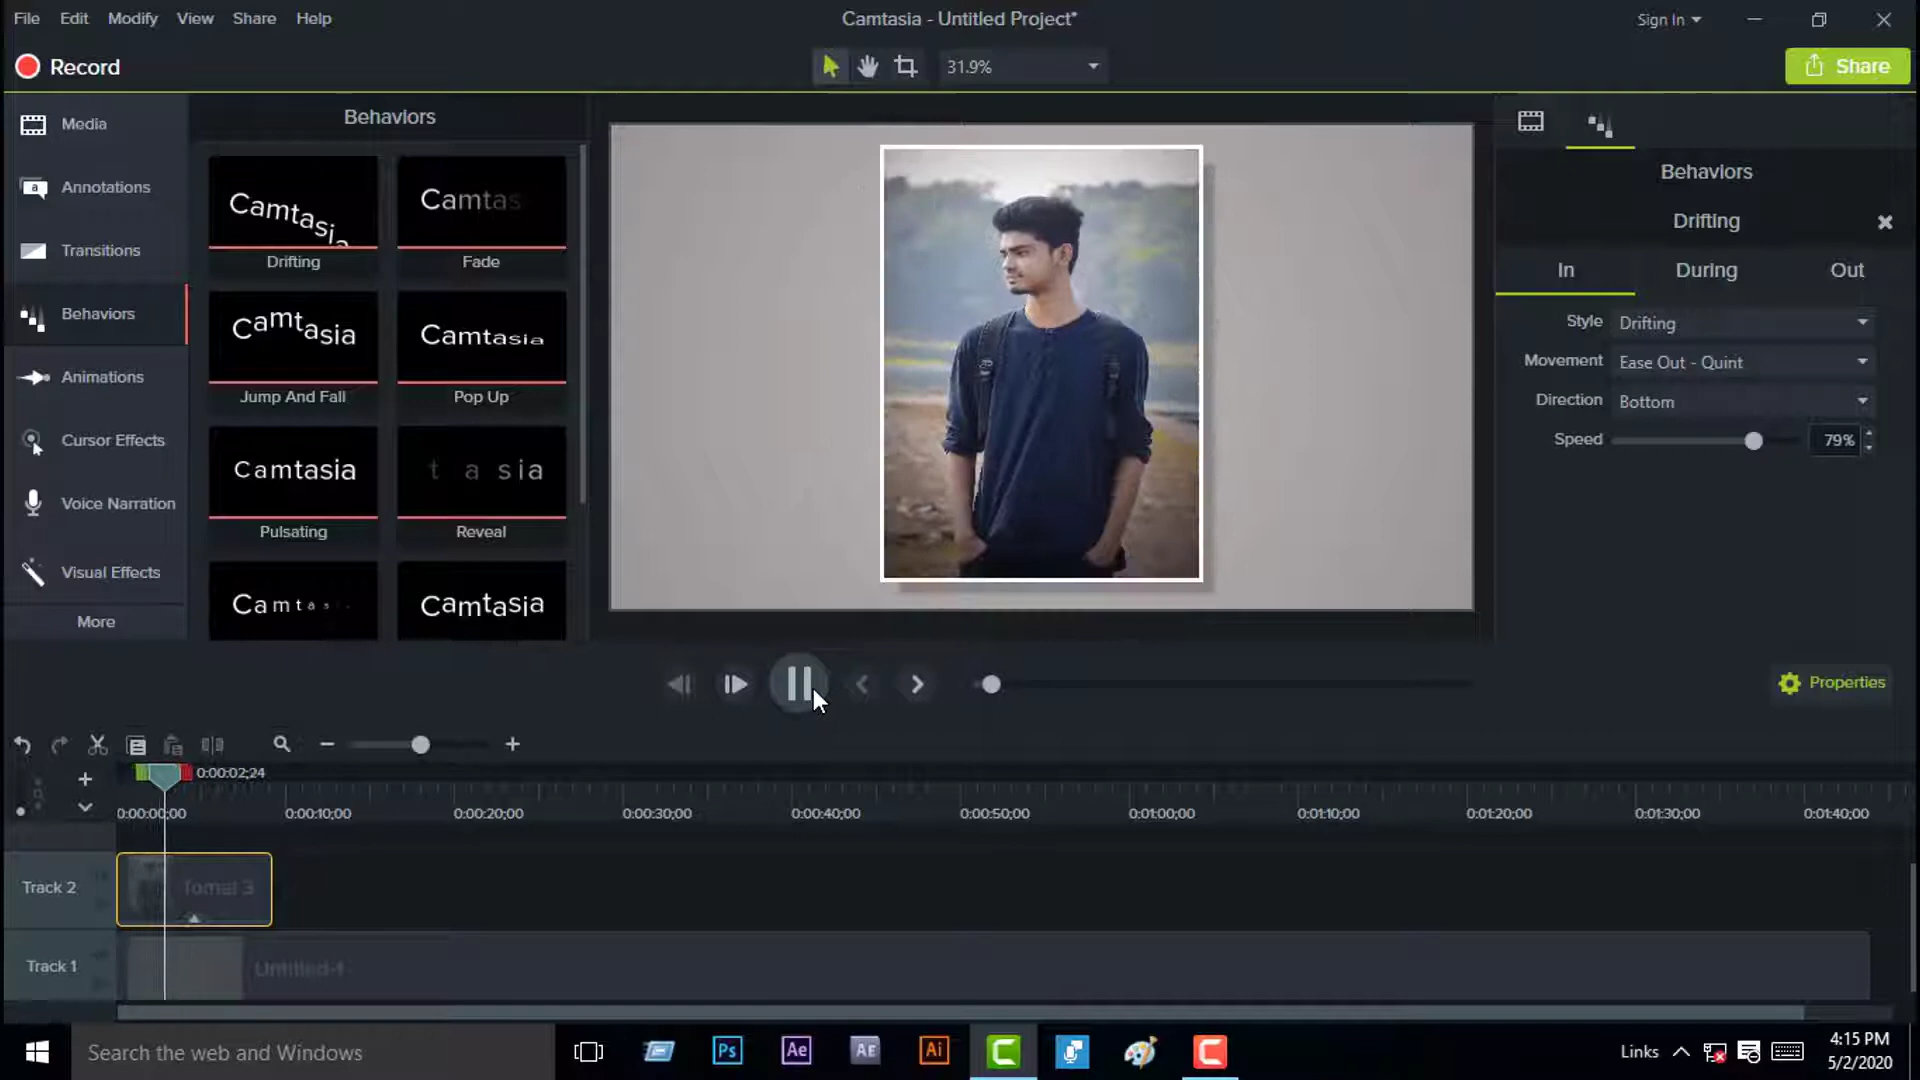 File Edit Modify View Share Help
Camtasia - Untitled Project*
Sign In
Record
31.9%
Share
Media
Annotations
Transitions
Behaviors
Animations
Cursor Effects
Voice Narration
Visual Effects
More
Behaviors
Camtasia
Camtas
Drifting
Fade
Camtasia
Camtasia
Jump And Fall
Pop Up
Camtasia
t a sia
Pulsating
Reveal
Camtas
Camtasia
Behaviors
Drifting
In During Out
Style Drifting
Movement Ease Out - Quint
Direction Bottom
Speed 79%
Properties
0:00:02;24
0:00:00;00 0:00:10;00 0:00:20;00 0:00:30;00 0:00:40;00 0:00:50;00 0:01:00;00 0:01:10;00 0:01:20;00 0:01:30;00 0:01:40;00
Track 2
Tomal 3
Track 1
Untitled-1
Search the web and Windows
Ps
Ae
AE
Ai
Links
4:15 PM
5/2/2020